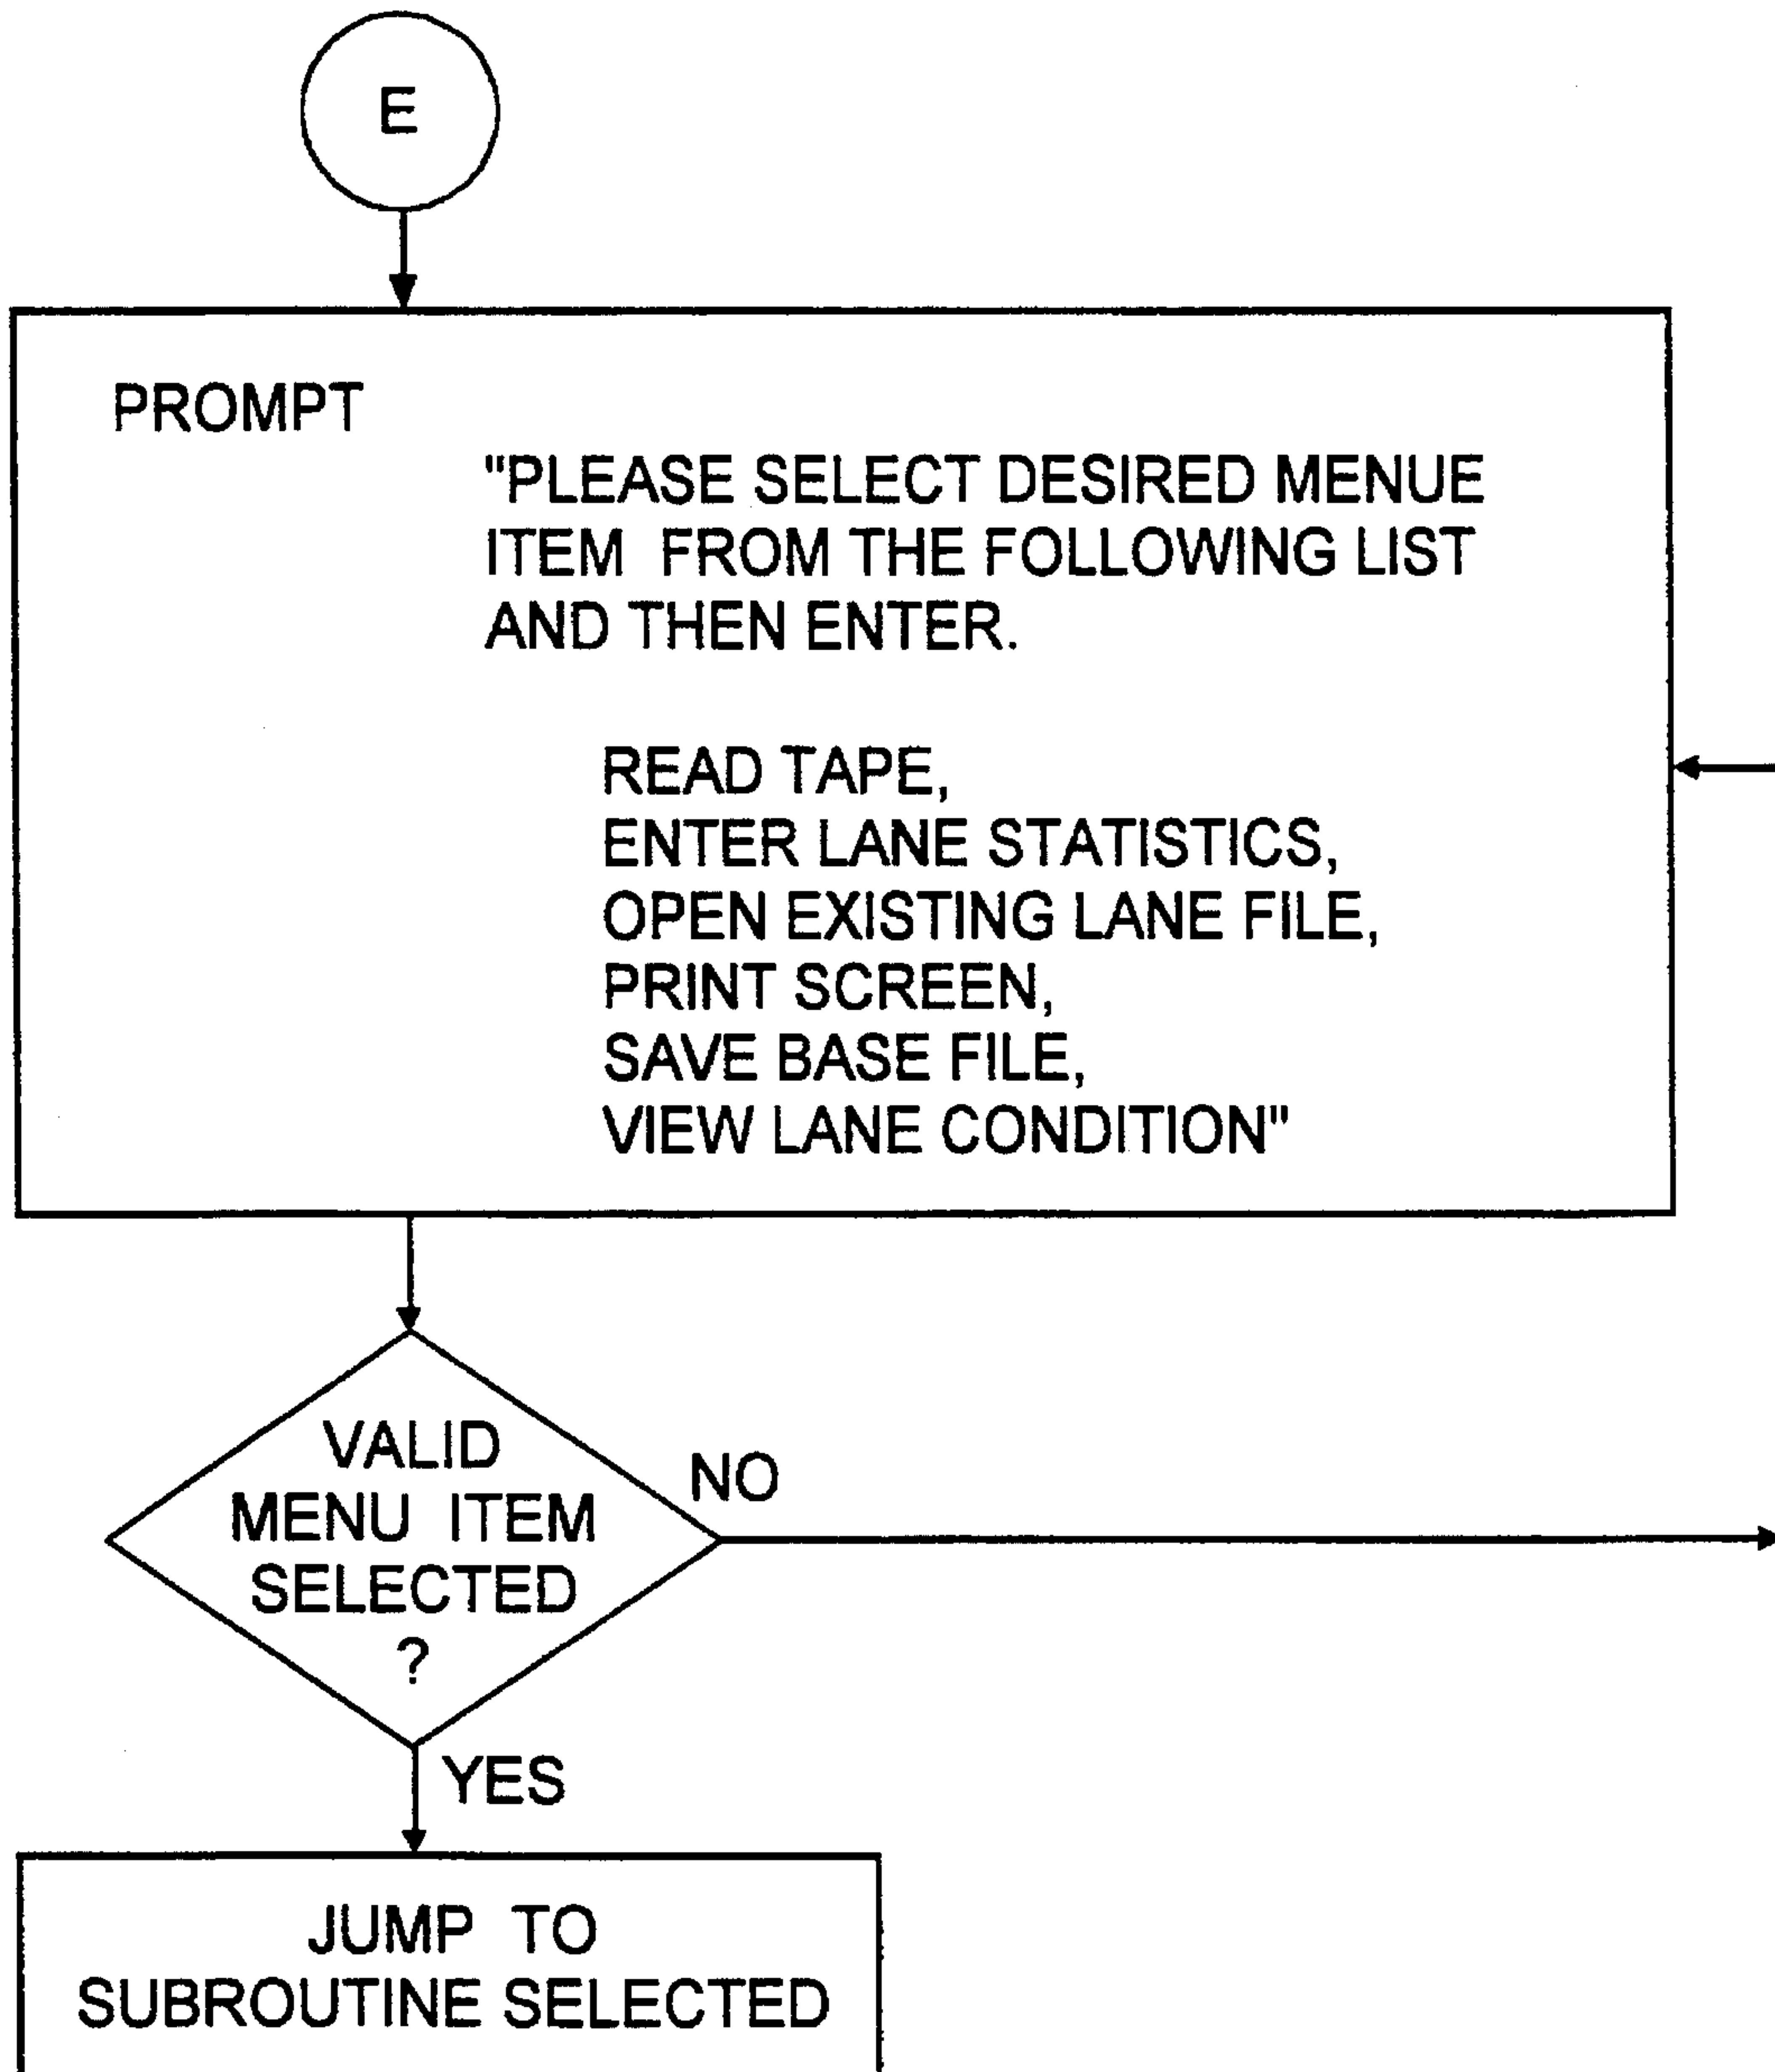 E
PROMPT
"PLEASE SELECT DESIRED MENUE
ITEM FROM THE FOLLOWING LIST
AND THEN ENTER.
READ TAPE,
ENTER LANE STATISTICS,
OPEN EXISTING LANE FILE,
PRINT SCREEN,
SAVE BASE FILE,
VIEW LANE CONDITION"
VALID
MENU ITEM
SELECTED
?
NO
YES
JUMP TO
SUBROUTINE SELECTED